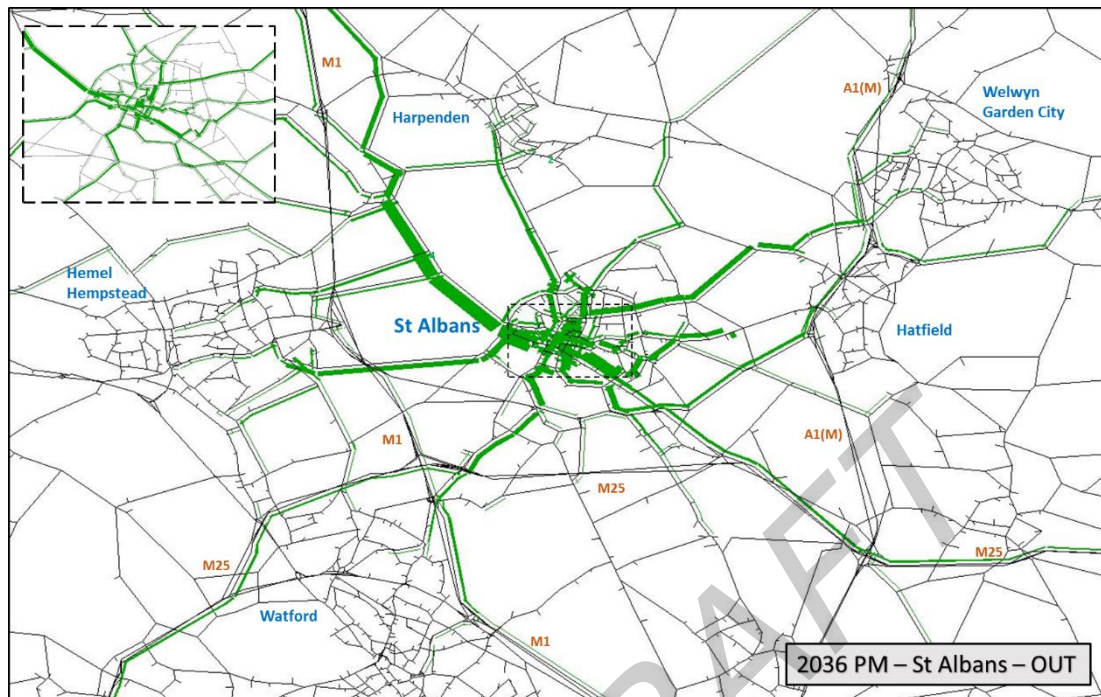 M1
A1(M)
Welwyn
Garden City
Harpenden
2
Hemel
Hempstead
St Albans
Hatfield
M1
A1(M)
M25
M25
M25
Watford
M1
DRAFT
2036 PM – St Albans – OUT